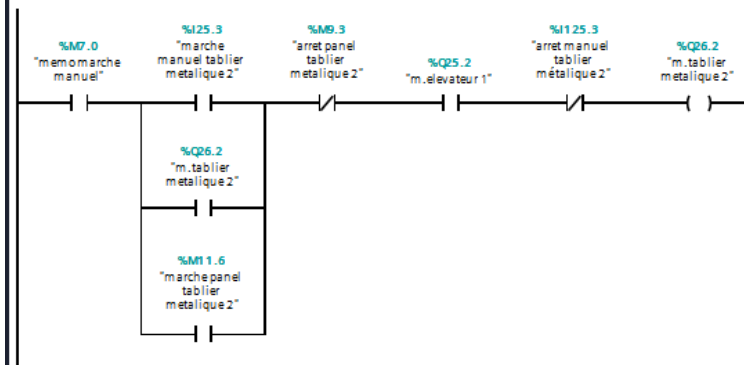 %M7.0
"memo marche
manuel"
%I25.3
"marche
manuel tablier
metalique 2"
%M9.3
"arret panel
tablier
metalique 2"
%Q25.2
"m.elevateur 1"
%I125.3
"arret manuel
tablier
métalique 2"
%Q26.2
"m.tablier
metalique 2"
%Q26.2
"m.tablier
metalique 2"
%M11.6
"marche panel
tablier
metalique 2"